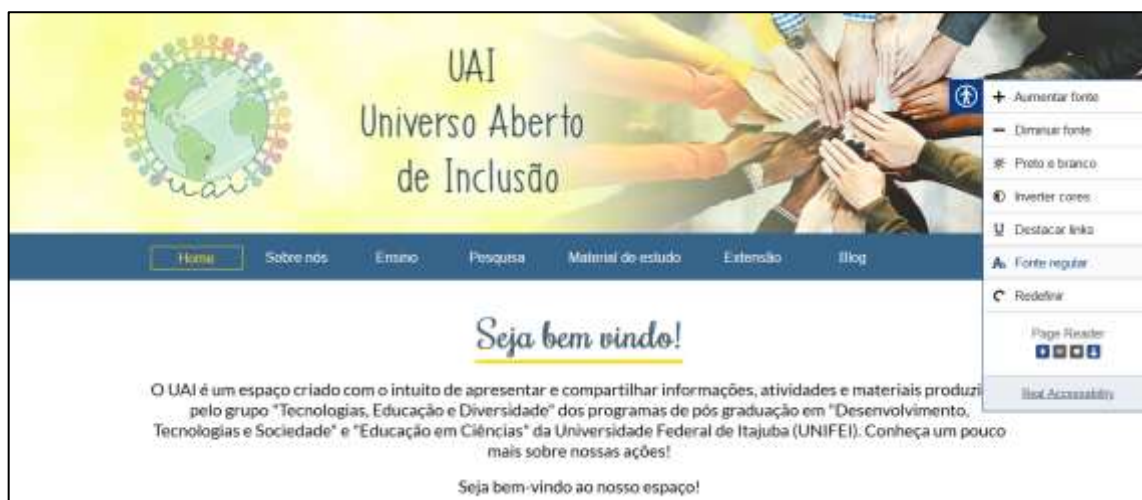 UAI
Universo Aberto
de Inclusão
uai
Aumentar fonte
Diminuir fonte
Preto e branco
Inverter cores
Destacar links
Fonte regular
Redefinir
Page Reader
Real Accessability
Home Sobre nós Ensino Pesquisa Material de estudo Extensão Blog
Seja bem vindo!
O UAI é um espaço criado com o intuito de apresentar e compartilhar informações, atividades e materiais produzi
pelo grupo "Tecnologias, Educação e Diversidade" dos programas de pós graduação em "Desenvolvimento,
Tecnologias e Sociedade" e "Educação em Ciências" da Universidade Federal de Itajuba (UNIFEI). Conheça um pouco
mais sobre nossas ações!
Seja bem-vindo ao nosso espaço!